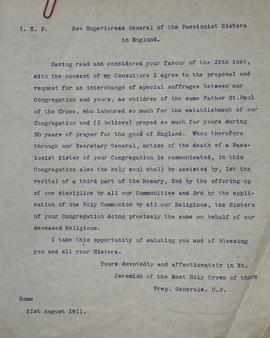 I. X. P. Rev Superioress General of the Passionist Sisters
in England.
Having read and considered your favour of the 19th inst,
with the consent of my Consultors I agree to the proposal and
request for an interchange of special suffrages between our
Congregation and yours, as children of the same Father St.Paul
of the Cross, who laboured so much for the establishment of our
Congregation and (I believe) prayed so much for yours during
50 years of prayer for the good of England. When therefore
through our Secretary General, notice of the death of a Pass-
ionist Sister of your Congregation is communicated, in this
Congregation also the holy soul shall be assisted by, 1st the
recital of a third part of the Rosary, 2nd by the offering up
of one discipline by all our Communities and 3rd by the applic-
ation of one Holy Communion by all our Religious, the Sisters
of your Congregation doing precisely the same on behalf of our
deceased Religious.
I take this opportunity of saluting you and of blessing
you and all your Sisters.
Yours devotedly and affectionately in Xt.
Jeremiah of the Most Holy Crown of thorns
Prep. Generale. C.P.
Rome
21st August 1911.